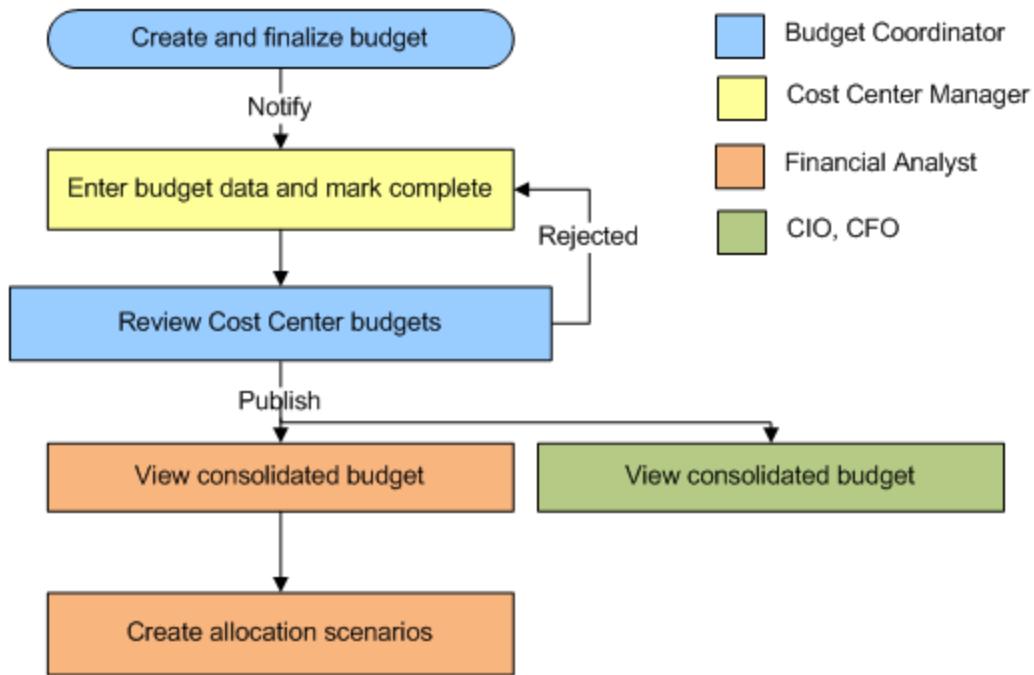 Create and finalize budget
Budget Coordinator
Notify
Cost Center Manager
Enter budget data and mark complete
Financial Analyst
Rejected
CIO, CFO
Review Cost Center budgets
Publish
View consolidated budget
View consolidated budget
Create allocation scenarios